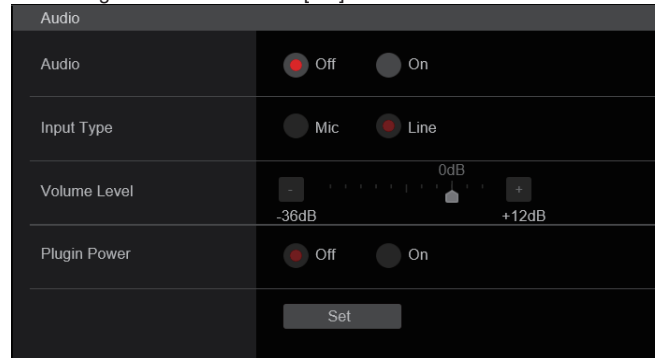 Audio
Audio Off On
Input Type Mic Line
0dB
Volume Level - +
-36dB +12dB
Plugin Power Off On
Set